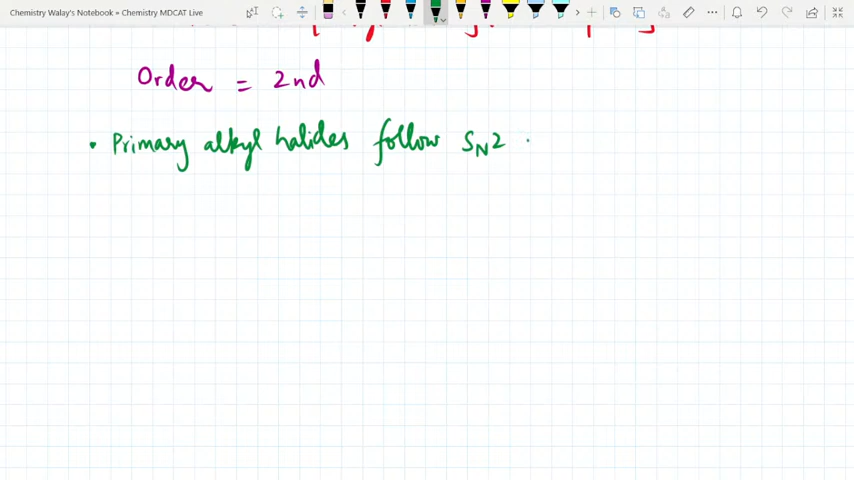 Chemistry Walay's Notebook » Chemistry MDCAT Live
Order = 2nd
• Primary alkyl halides follow SN2 .